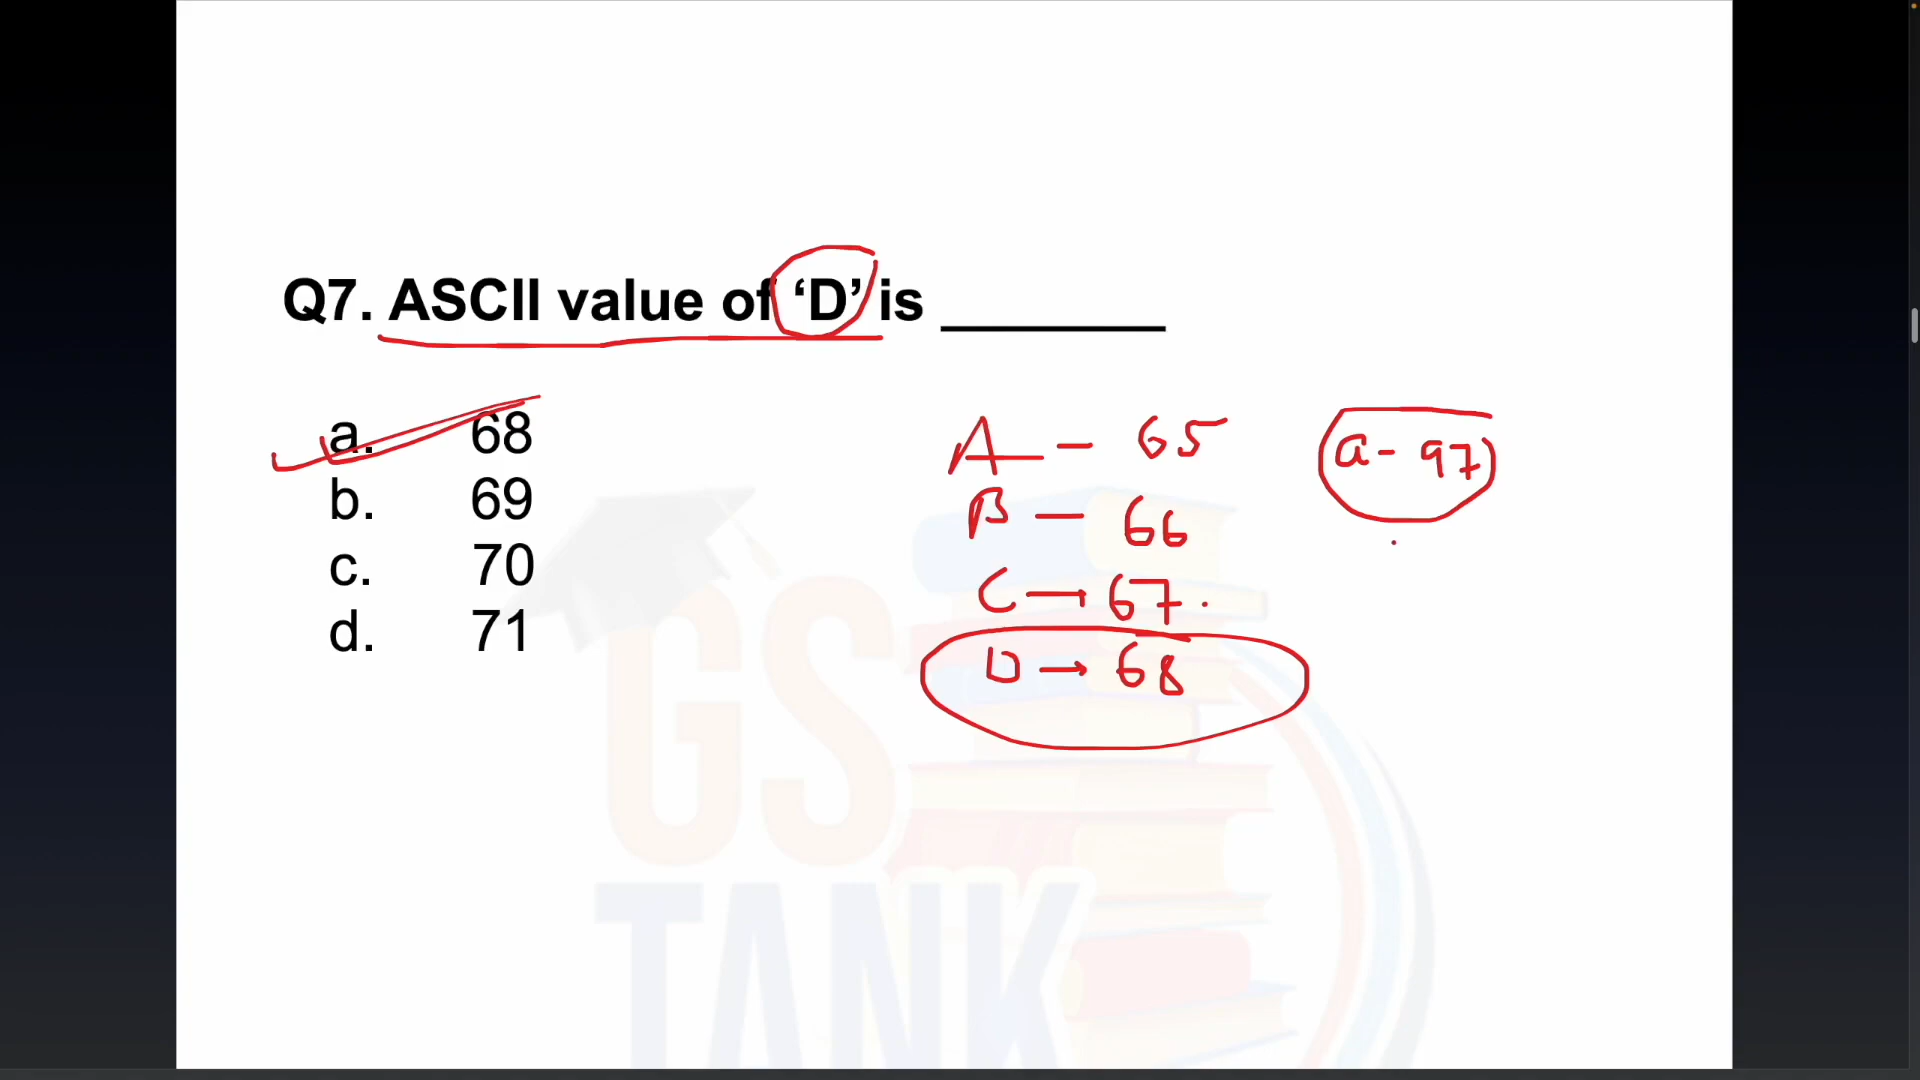 Q7. ASCII value of ‘D’ is ________
a. 68
b. 69
c. 70
d. 71
A - 65
B - 66
C → 67
D → 68
a - 97
GS
TANK